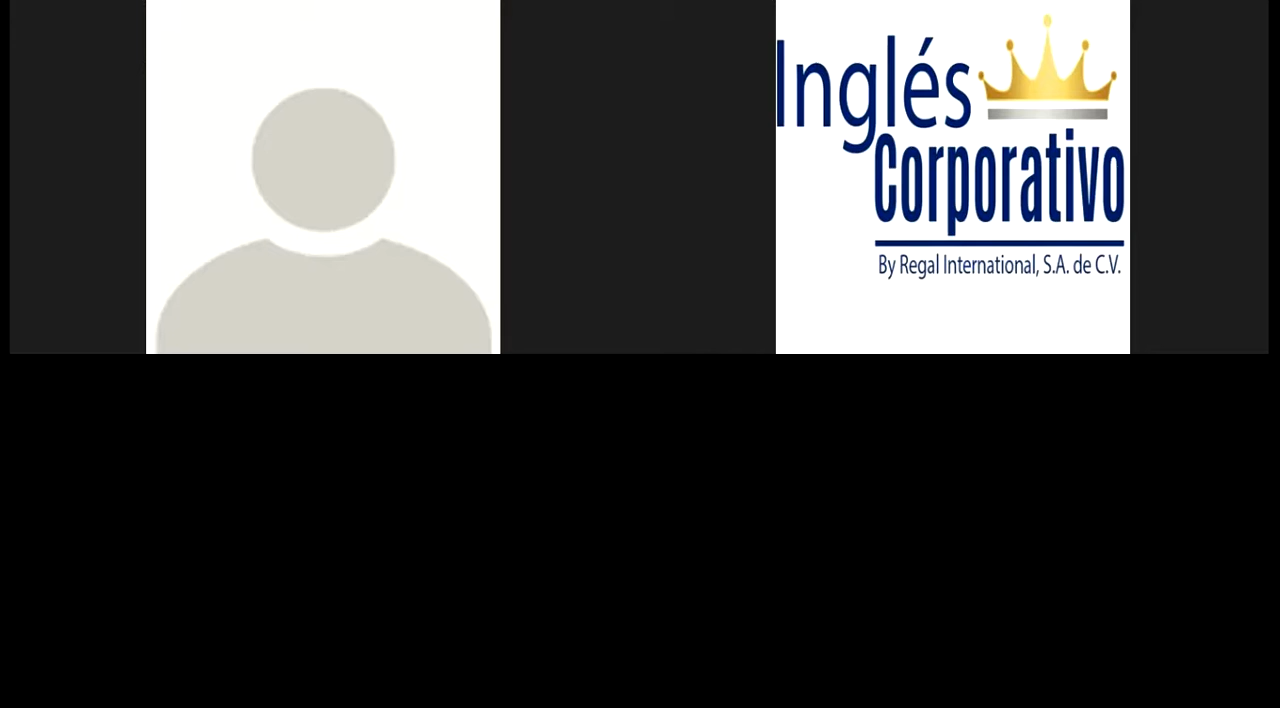 Inglés
Corporativo
By Regal International, S.A. de C.V.